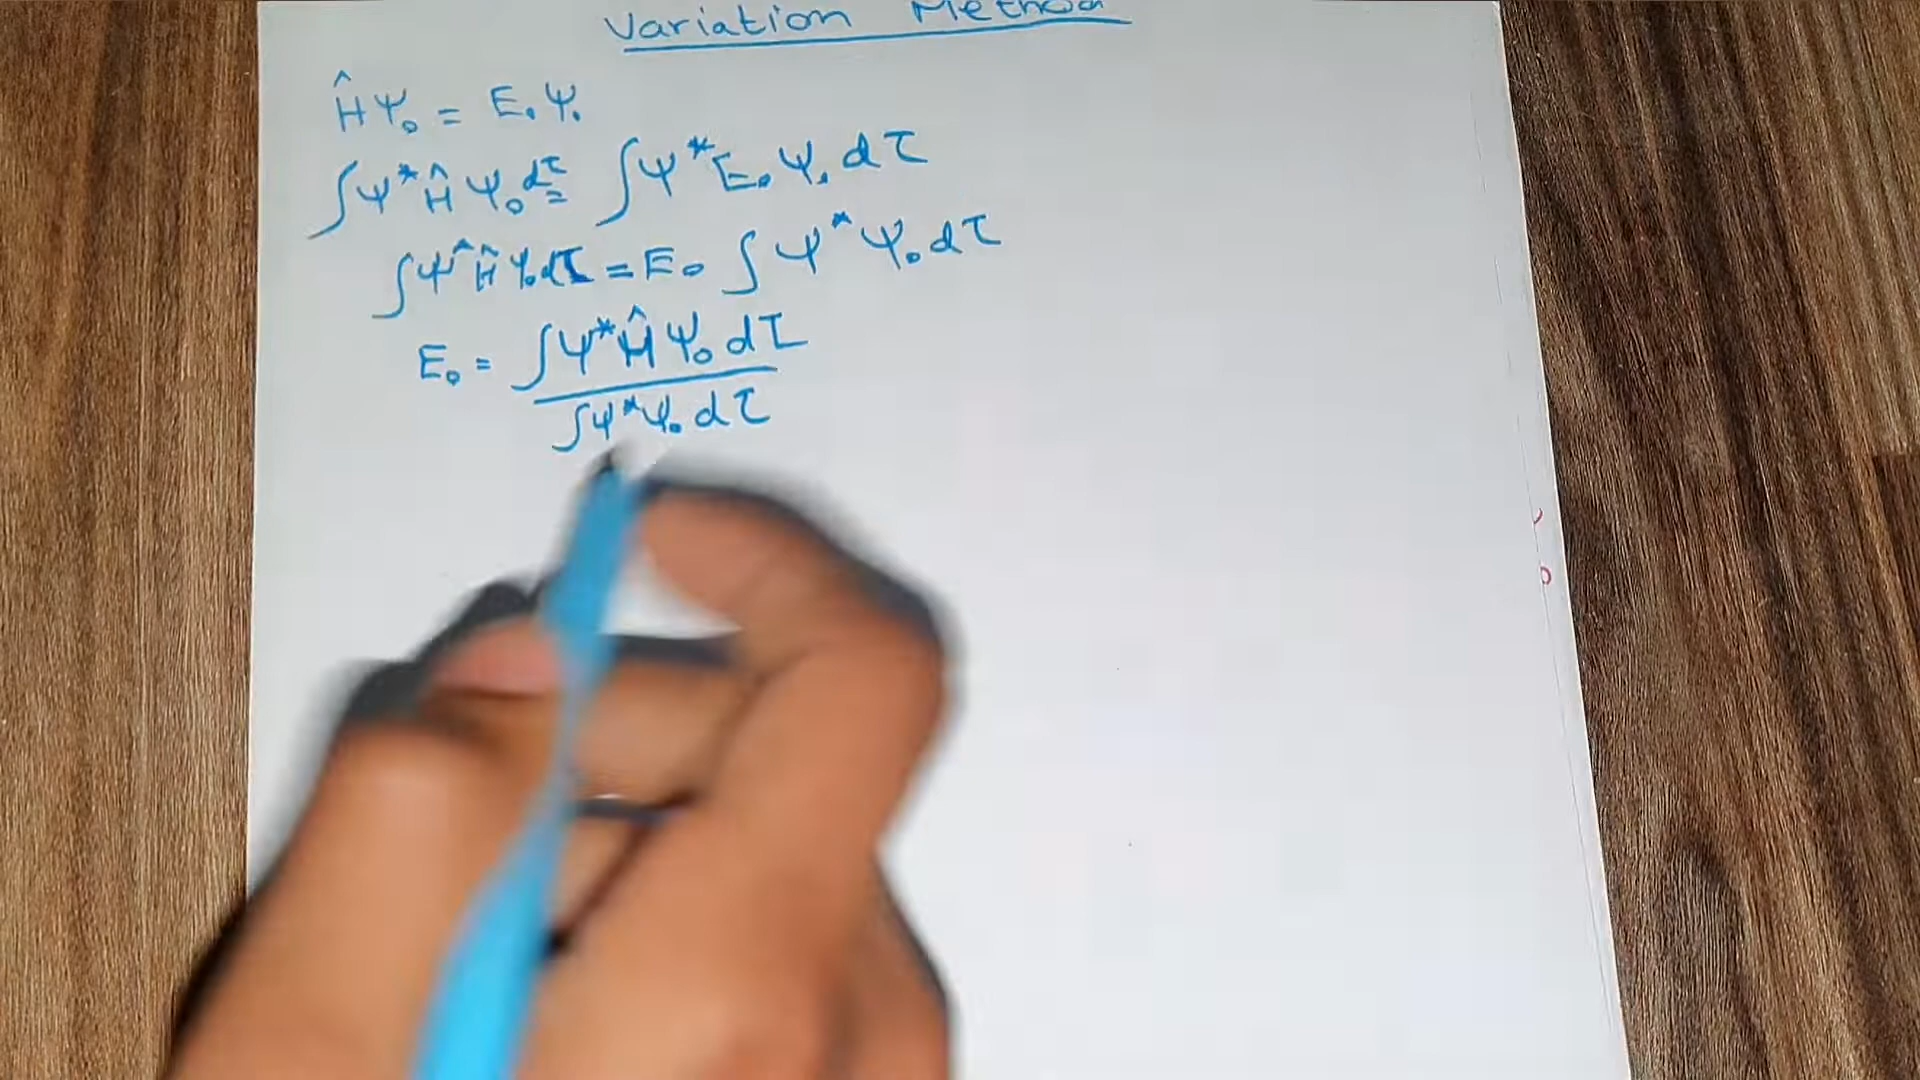 Variation Method
ĤΨ₀ = E₀Ψ₀
∫Ψ*ĤΨ₀dτ = ∫Ψ*E₀Ψ₀dτ
∫Ψ*ĤΨ₀dτ = E₀∫Ψ*Ψ₀dτ
E₀ = ∫Ψ*ĤΨ₀dτ
∫Ψ*Ψ₀dτ